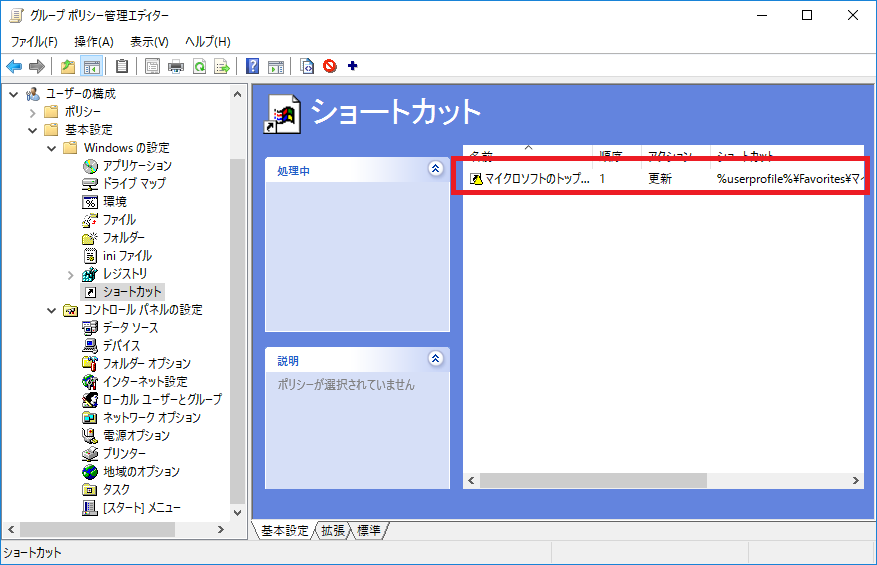 グループ ポリシー管理エディター
ファイル(F) 操作(A) 表示(V) ヘルプ(H)
ユーザーの構成
ポリシー
基本設定
Windows の設定
アプリケーション
ドライブ マップ
環境
ファイル
フォルダー
ini ファイル
レジストリ
ショートカット
コントロール パネルの設定
データ ソース
デバイス
フォルダー オプション
インターネット設定
ローカル ユーザーとグループ
ネットワーク オプション
電源オプション
プリンター
地域のオプション
タスク
[スタート] メニュー
ショートカット
処理中
説明
ポリシーが選択されていません
名前 順序 アクション ショートカット
マイクロソフトのトップ... 1 更新 %userprofile%¥Favorites¥マイ
基本設定 拡張 標準
ショートカット